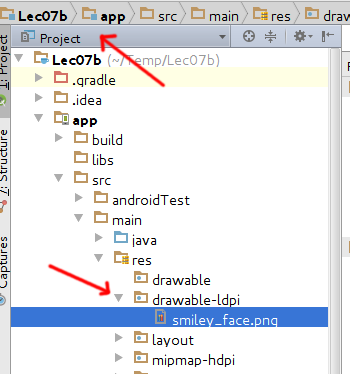 Lec07b app src main res draw
Project
Lec07b (~/Temp/Lec07b)
.gradle
.idea
app
build
libs
src
androidTest
main
java
res
drawable
drawable-ldpi
smiley_face.png
layout
mipmap-hdpi
1: Project
7: Structure
Captures